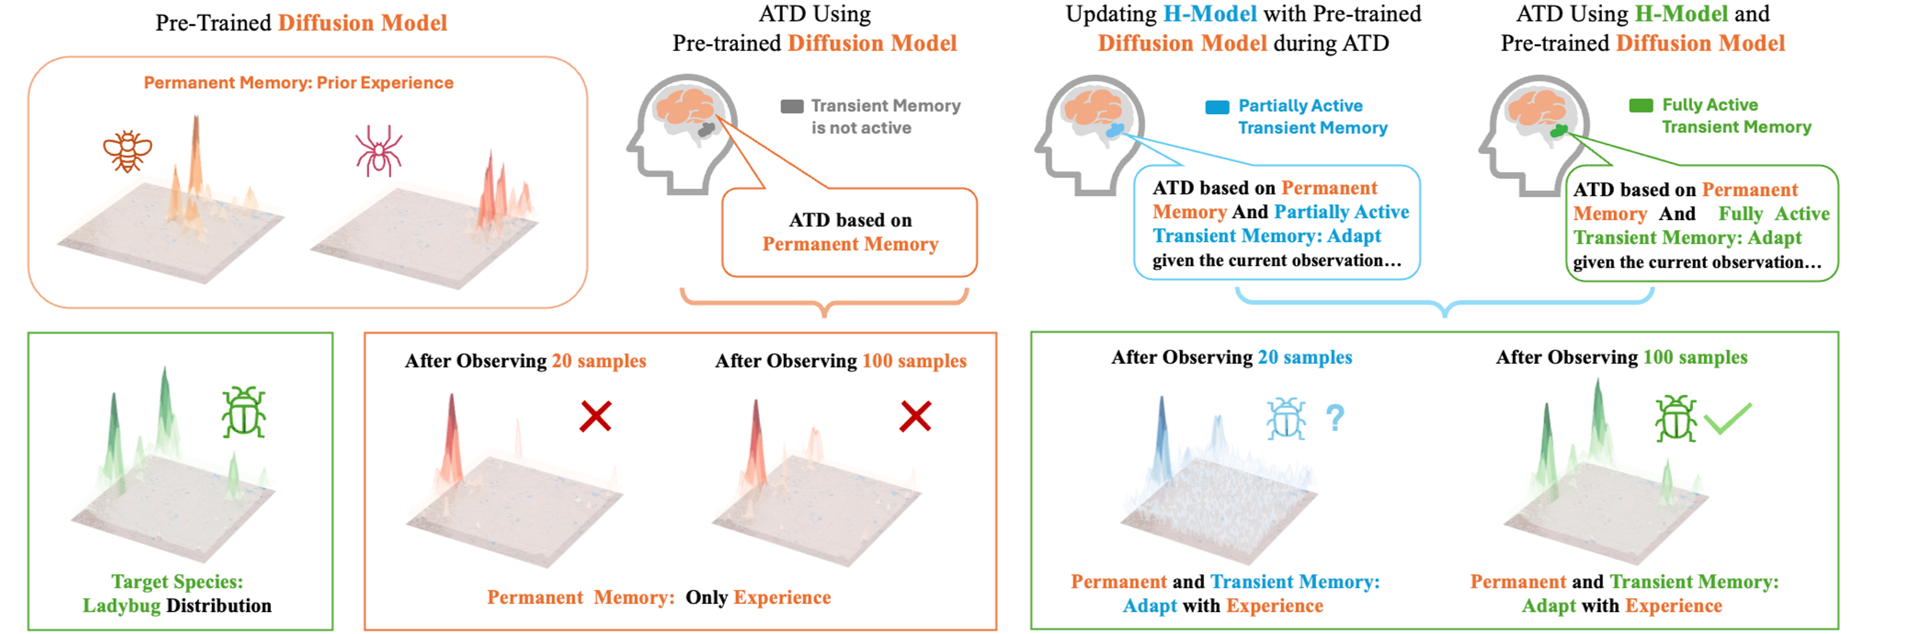 Pre-Trained Diffusion Model
Permanent Memory: Prior Experience
ATD Using
Pre-trained Diffusion Model
Transient Memory
is not active
ATD based on
Permanent Memory
Updating H-Model with Pre-trained
Diffusion Model during ATD
Partially Active
Transient Memory
ATD based on Permanent
Memory And Partially Active
Transient Memory: Adapt
given the current observation...
ATD Using H-Model and
Pre-trained Diffusion Model
Fully Active
Transient Memory
ATD based on Permanent
Memory And Fully Active
Transient Memory: Adapt
given the current observation...
Target Species:
Ladybug Distribution
After Observing 20 samples
After Observing 100 samples
Permanent Memory: Only Experience
After Observing 20 samples
?
Permanent and Transient Memory:
Adapt with Experience
After Observing 100 samples
Permanent and Transient Memory:
Adapt with Experience